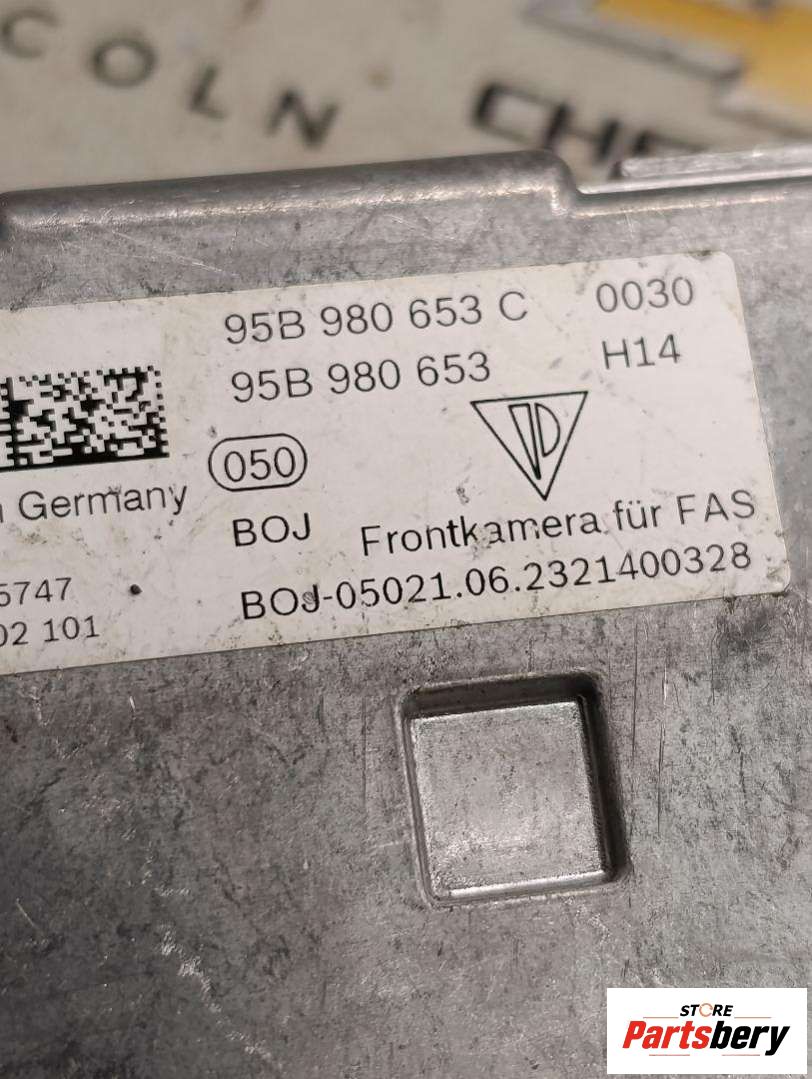 COLN
CHE
95B 980 653 C 0030
95B 980 653 H14
050
Germany
BOJ Frontkamera für FAS
5747
BOJ-05021.06.2321400328
02 101
STORE
Partsbery